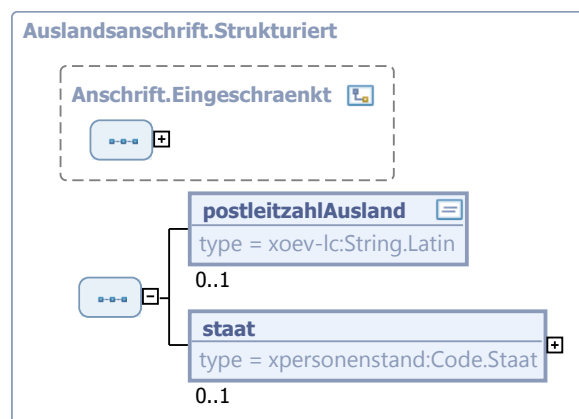 Auslandsanschrift.Strukturiert
Anschrift.Eingeschraenkt
postleitzahlAusland
type = xoev-lc:String.Latin
0..1
staat
type = xpersonenstand:Code.Staat
0..1